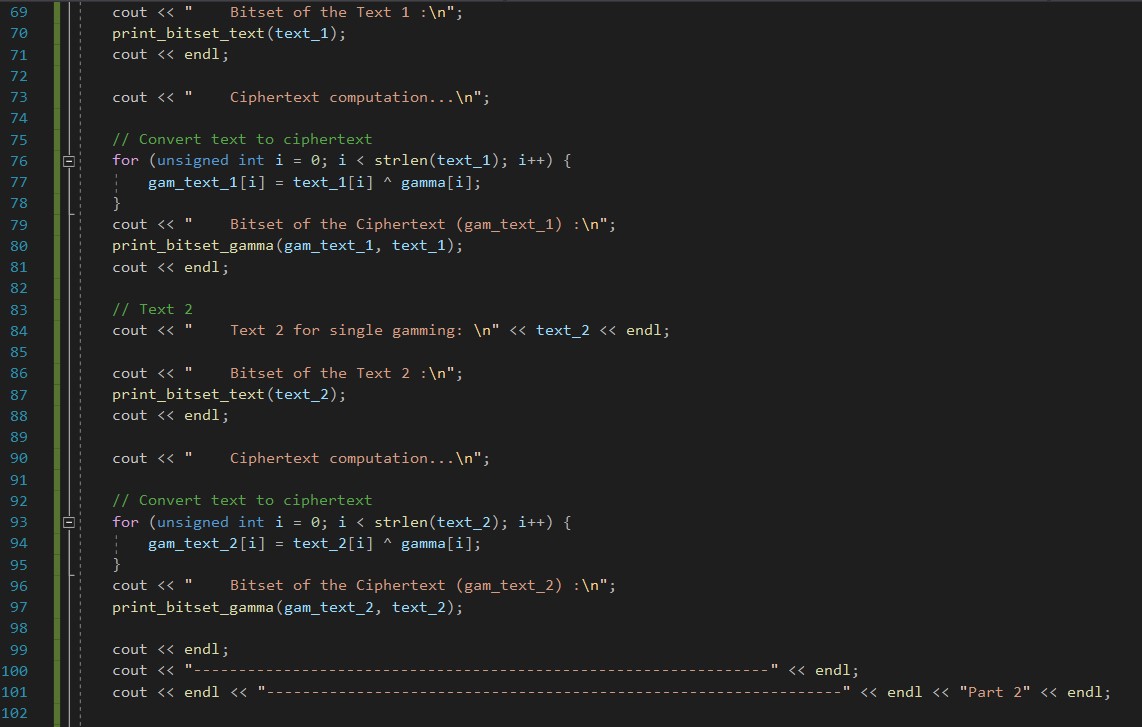 69 cout << "    Bitset of the Text 1 :\n";
70 print_bitset_text(text_1);
71 cout << endl;
72
73 cout << "    Ciphertext computation...\n";
74
75 // Convert text to ciphertext
76 for (unsigned int i = 0; i < strlen(text_1); i++) {
77     gam_text_1[i] = text_1[i] ^ gamma[i];
78 }
79 cout << "    Bitset of the Ciphertext (gam_text_1) :\n";
80 print_bitset_gamma(gam_text_1, text_1);
81 cout << endl;
82
83 // Text 2
84 cout << "    Text 2 for single gamming: \n" << text_2 << endl;
85
86 cout << "    Bitset of the Text 2 :\n";
87 print_bitset_text(text_2);
88 cout << endl;
89
90 cout << "    Ciphertext computation...\n";
91
92 // Convert text to ciphertext
93 for (unsigned int i = 0; i < strlen(text_2); i++) {
94     gam_text_2[i] = text_2[i] ^ gamma[i];
95 }
96 cout << "    Bitset of the Ciphertext (gam_text_2) :\n";
97 print_bitset_gamma(gam_text_2, text_2);
98
99 cout << endl;
100 cout << "----------------------------------------------------------------" << endl;
101 cout << endl << "----------------------------------------------------------------" << endl << "Part 2" << endl;
102